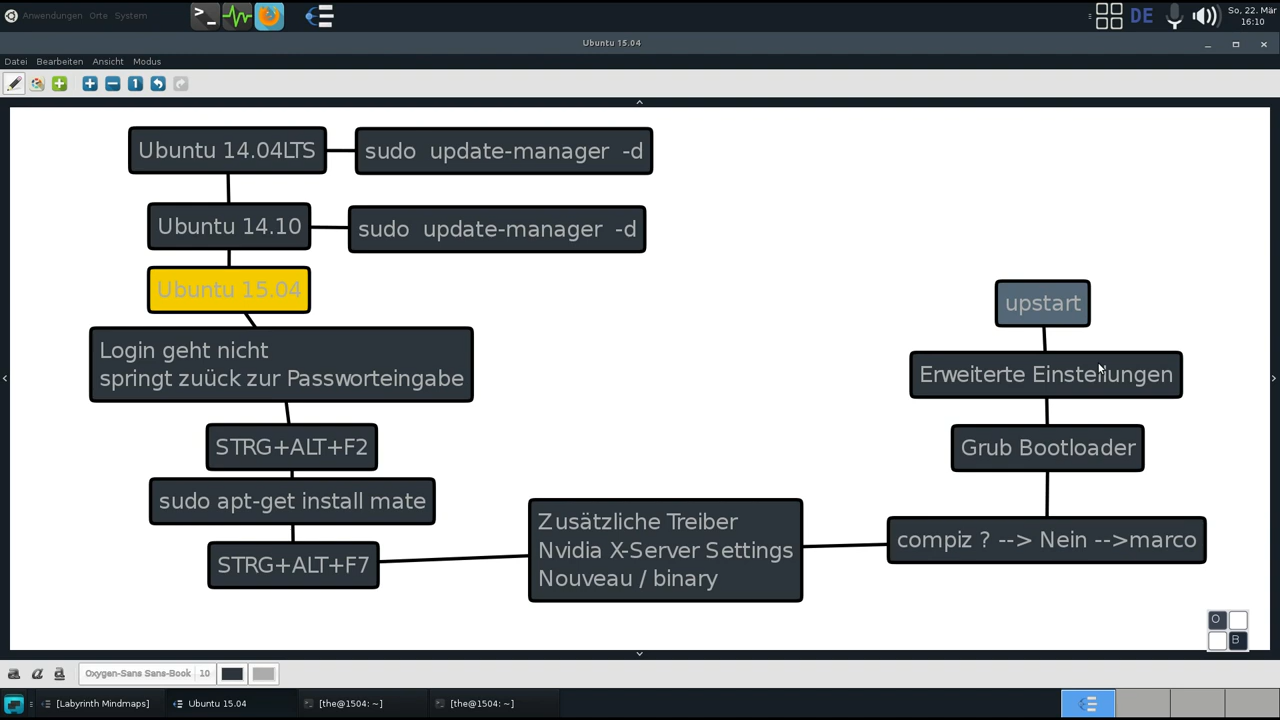 Anwendungen Orte System
DE
So, 22. Mär
16:10
Ubuntu 15.04
Datei Bearbeiten Ansicht Modus
1
Ubuntu 14.04LTS
sudo update-manager -d
Ubuntu 14.10
sudo update-manager -d
Ubuntu 15.04
Login geht nicht
springt zuück zur Passworteingabe
STRG+ALT+F2
sudo apt-get install mate
STRG+ALT+F7
Zusätzliche Treiber
Nvidia X-Server Settings
Nouveau / binary
upstart
Erweiterte Einstellungen
Grub Bootloader
compiz ? --> Nein -->marco
O
B
a a a Oxygen-Sans Sans-Book 10
[Labyrinth Mindmaps] Ubuntu 15.04 [the@1504: ~] [the@1504: ~]